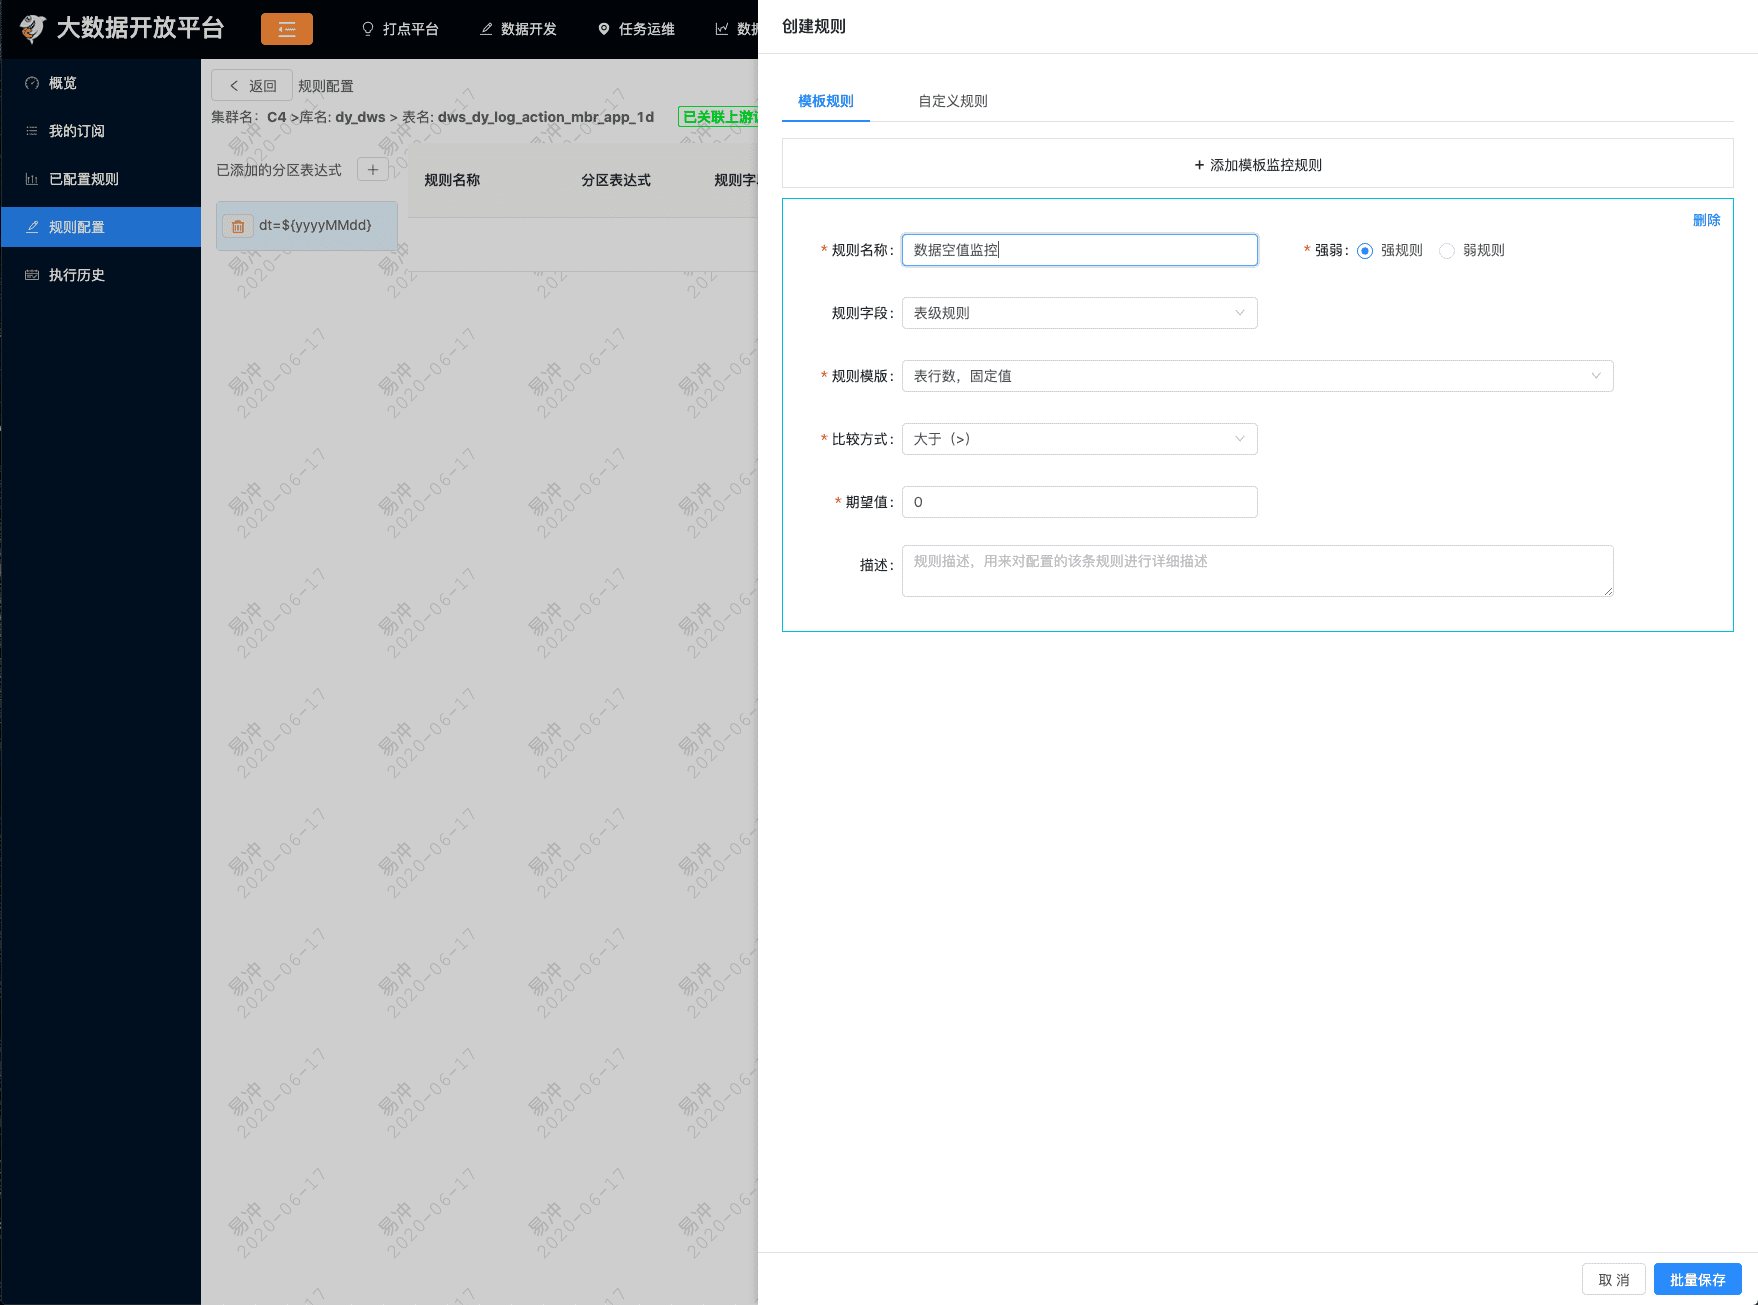 大数据开放平台
打点平台
数据开发
任务运维
数据
概览
我的订阅
已配置规则
规则配置
执行历史
返回
规则配置
集群名: C4 >库名: dy_dws > 表名: dws_dy_log_action_mbr_app_1d
已关联上游
已添加的分区表达式
dt=${yyyyMMdd}
规则名称
分区表达式
规则字
易冲
2020-06-17
创建规则
模板规则
自定义规则
+ 添加模板监控规则
删除
* 规则名称: 数据空值监控
* 强弱: 强规则 弱规则
规则字段: 表级规则
* 规则模版: 表行数，固定值
* 比较方式: 大于（>）
* 期望值: 0
描述: 规则描述，用来对配置的该条规则进行详细描述
取 消
批量保存